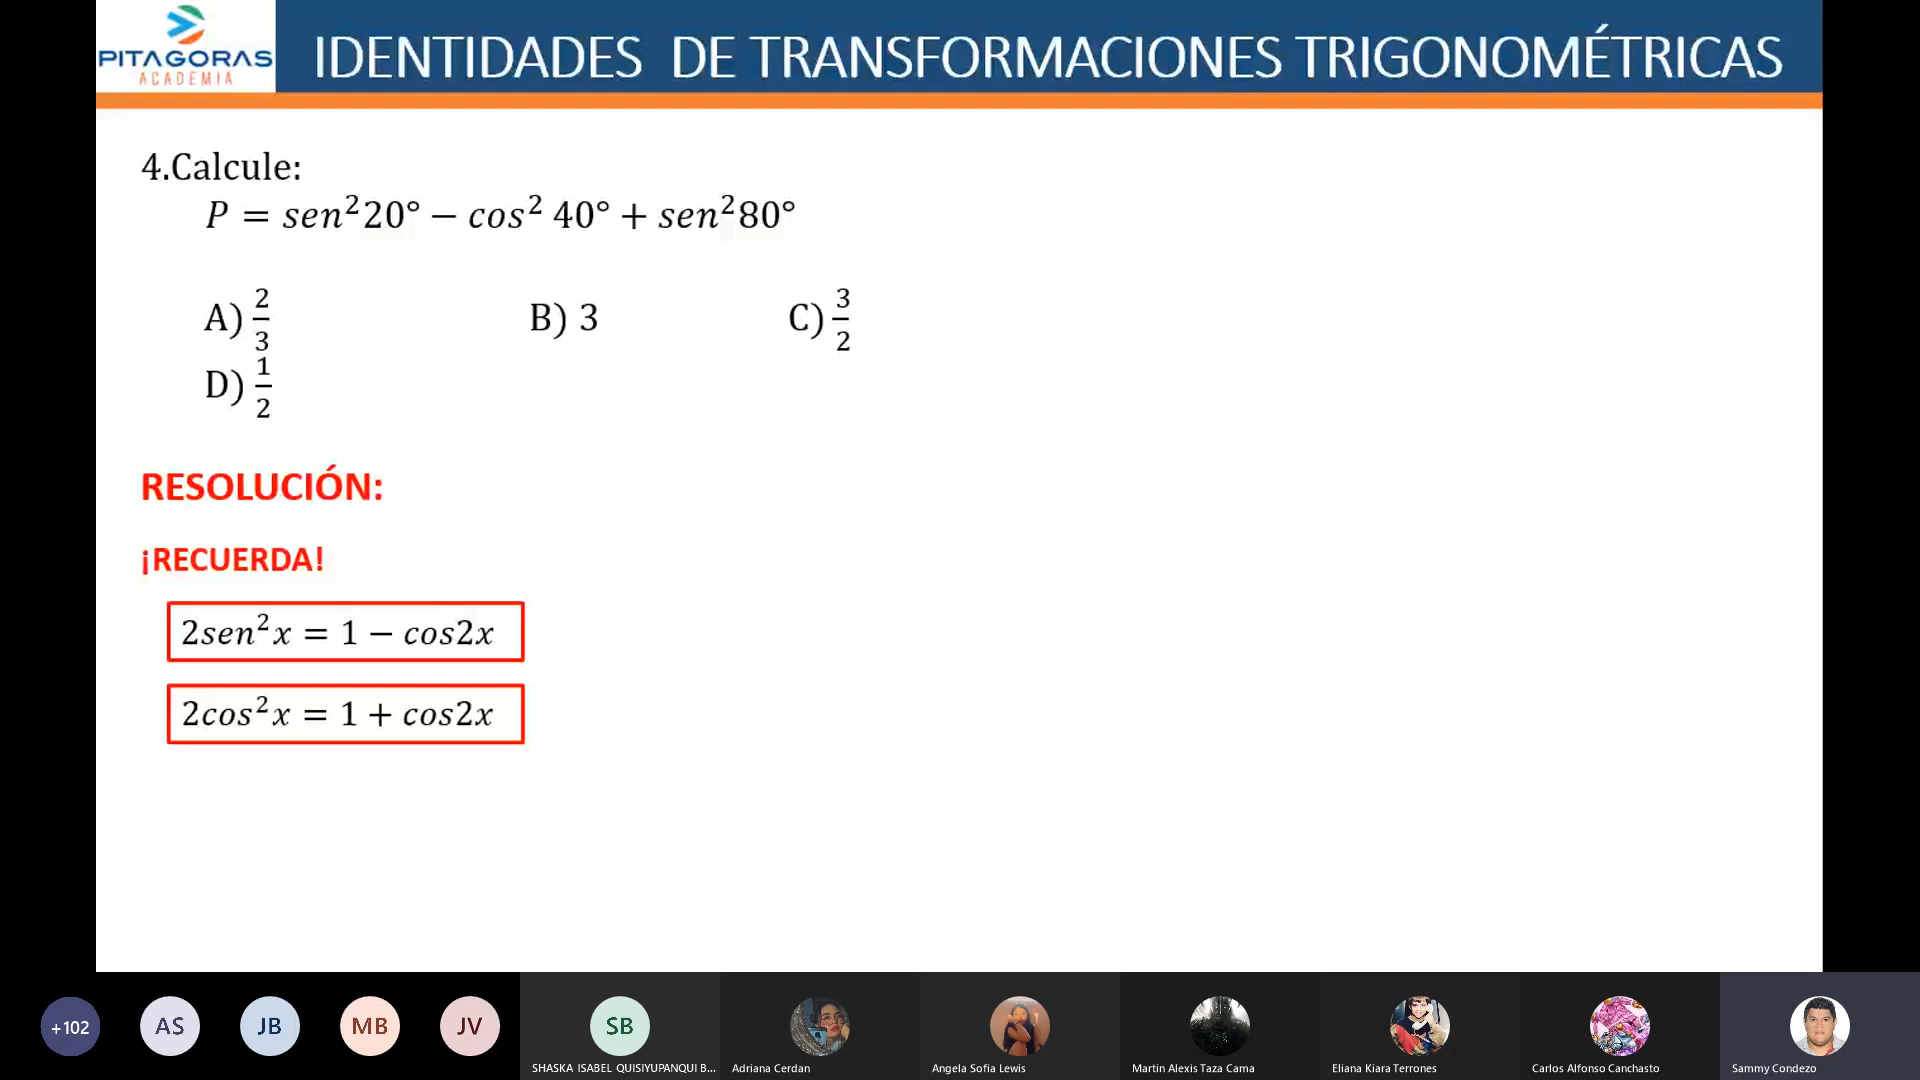 PITAGORAS
ACADEMIA
IDENTIDADES DE TRANSFORMACIONES TRIGONOMÉTRICAS
4.Calcule:
P = sen²20° − cos² 40° + sen²80°
A) 2/3 B) 3 C) 3/2
D) 1/2
RESOLUCIÓN:
¡RECUERDA!
2sen²x = 1 − cos2x
2cos²x = 1 + cos2x
+102 AS JB MB JV SB
SHASKA ISABEL QUISIYUPANQUI B... Adriana Cerdan Angela Sofia Lewis Martin Alexis Taza Cama Eliana Kiara Terrones Carlos Alfonso Canchasto Sammy Condezo